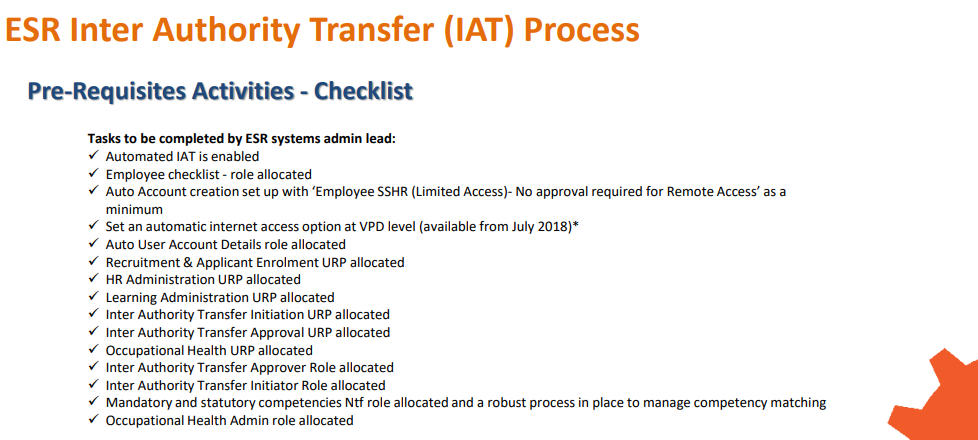 ESR Inter Authority Transfer (IAT) Process
Pre-Requisites Activities - Checklist
Tasks to be completed by ESR systems admin lead:
✓ Automated IAT is enabled
✓ Employee checklist - role allocated
✓ Auto Account creation set up with ‘Employee SSHR (Limited Access)- No approval required for Remote Access’ as a
minimum
✓ Set an automatic internet access option at VPD level (available from July 2018)*
✓ Auto User Account Details role allocated
✓ Recruitment & Applicant Enrolment URP allocated
✓ HR Administration URP allocated
✓ Learning Administration URP allocated
✓ Inter Authority Transfer Initiation URP allocated
✓ Inter Authority Transfer Approval URP allocated
✓ Occupational Health URP allocated
✓ Inter Authority Transfer Approver Role allocated
✓ Inter Authority Transfer Initiator Role allocated
✓ Mandatory and statutory competencies Ntf role allocated and a robust process in place to manage competency matching
✓ Occupational Health Admin role allocated